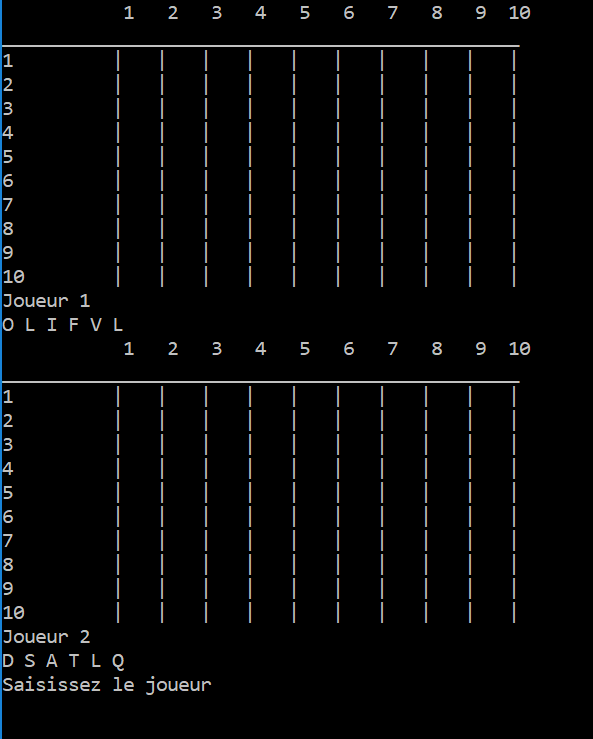 1 2 3 4 5 6 7 8 9 10
1 | | | | | | | | | |
2 | | | | | | | | | |
3 | | | | | | | | | |
4 | | | | | | | | | |
5 | | | | | | | | | |
6 | | | | | | | | | |
7 | | | | | | | | | |
8 | | | | | | | | | |
9 | | | | | | | | | |
10 | | | | | | | | | |
Joueur 1
O L I F V L
1 2 3 4 5 6 7 8 9 10
1 | | | | | | | | | |
2 | | | | | | | | | |
3 | | | | | | | | | |
4 | | | | | | | | | |
5 | | | | | | | | | |
6 | | | | | | | | | |
7 | | | | | | | | | |
8 | | | | | | | | | |
9 | | | | | | | | | |
10 | | | | | | | | | |
Joueur 2
D S A T L Q
Saisissez le joueur